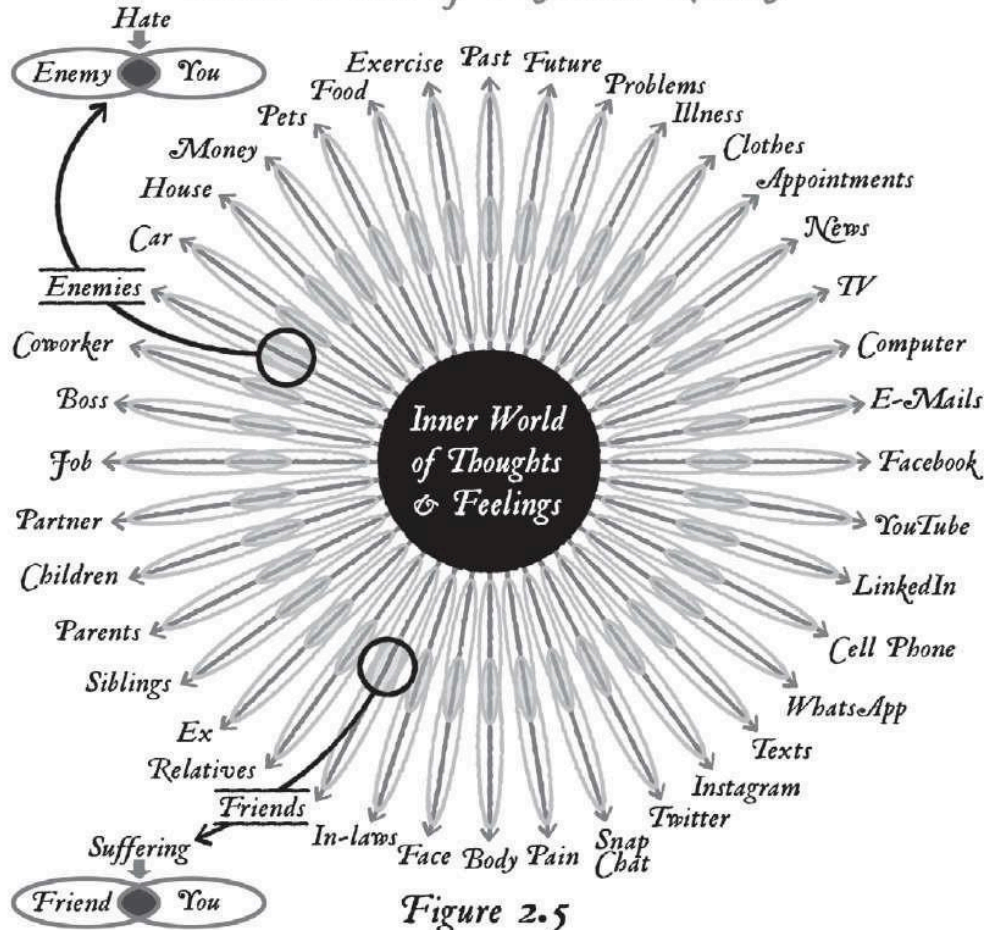 Hate
Enemy You
Past
Future
Problems
Illness
Clothes
Appointments
News
TV
Computer
E-Mails
Facebook
YouTube
LinkedIn
Cell Phone
WhatsApp
Texts
Instagram
Twitter
Snap
Chat
Pain
Body
Face
In-laws
Friends
Relatives
Ex
Siblings
Parents
Children
Partner
Job
Boss
Coworker
Enemies
Car
House
Money
Pets
Food
Exercise
Inner World
of Thoughts
& Feelings
Suffering
Friend You
Figure 2.5